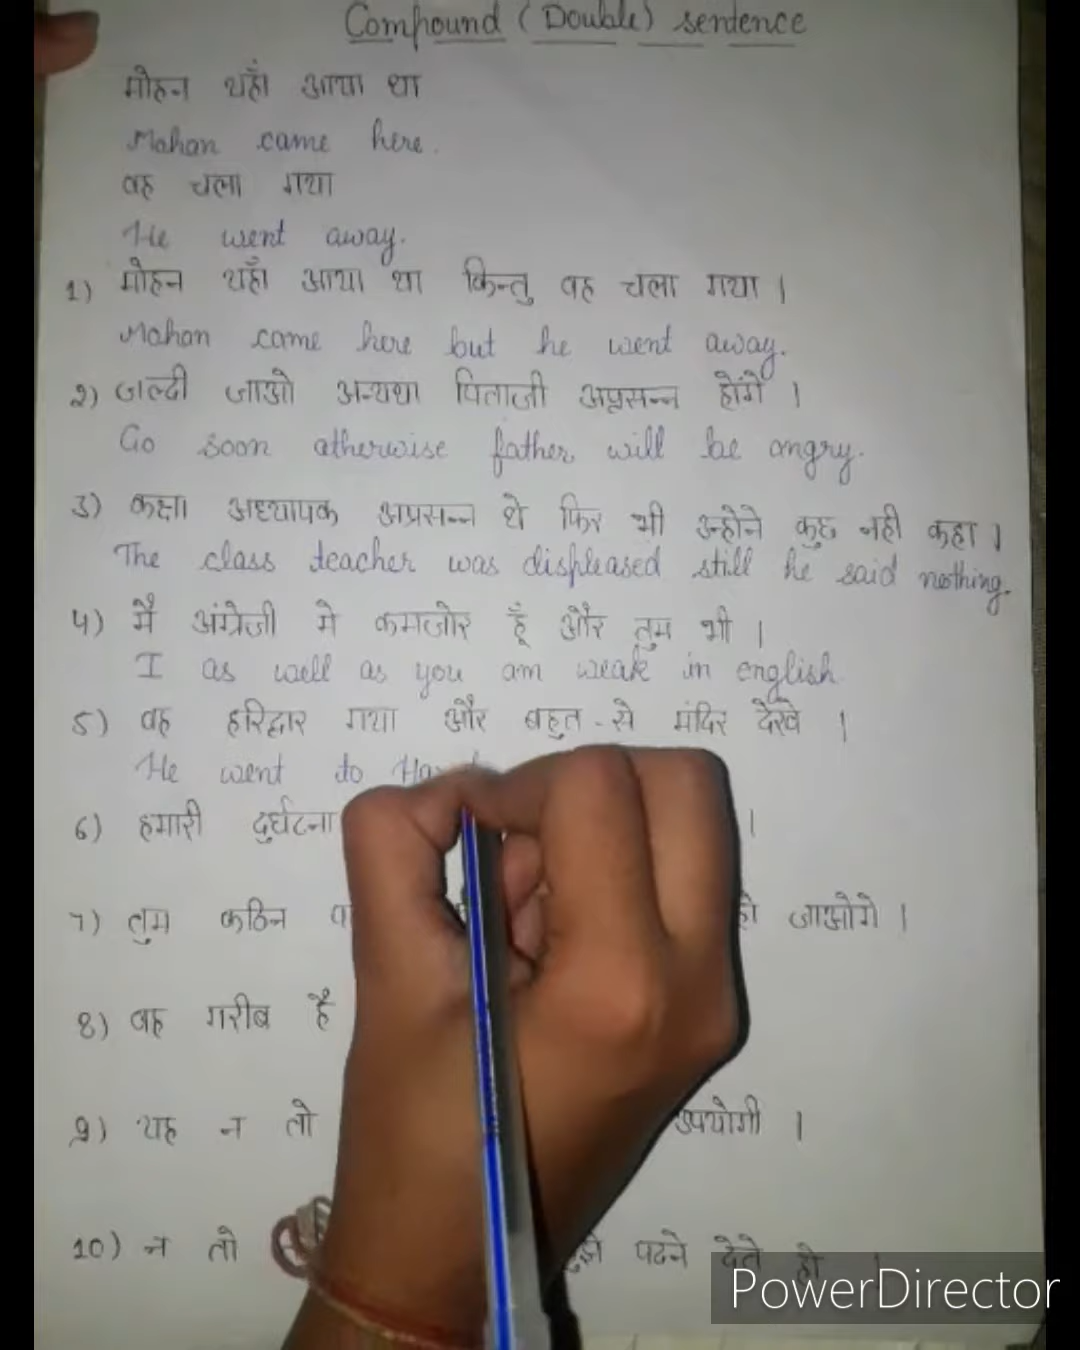 Compound (Double) sentence
मोहन यहाँ आया था
Mohan came here.
वह चला गया
He went away.
1) मोहन यहाँ आया था किन्तु वह चला गया ।
Mohan came here but he went away.
2) जल्दी जाओ अन्यथा पिताजी अप्रसन्न होंगे ।
Go soon otherwise father will be angry.
3) कक्षा अध्यापक अप्रसन्न थे फिर भी उन्होने कुछ नही कहा ।
The class teacher was displeased still he said nothing.
4) मै अंग्रेजी मे कमजोर हूँ और तुम भी ।
I as well as you am weak in english
5) वह हरिद्वार गया और बहुत-से मंदिर देखे ।
He went to
6) हमारी दुर्घटना ।
7) तुम कठिन हो जाओगे ।
8) वह गरीब है
9) यह न तो उपयोगी ।
10) न तो पढने देते हो ।
PowerDirector